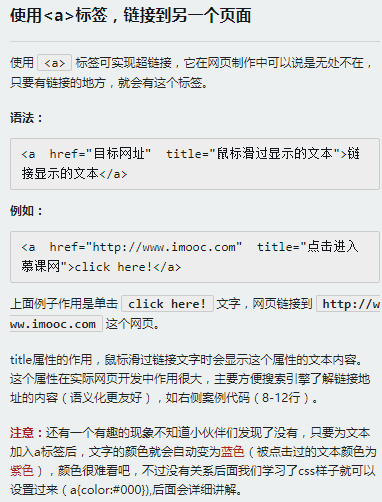 使用<a>标签，链接到另一个页面
使用 <a> 标签可实现超链接，它在网页制作中可以说是无处不在，
只要有链接的地方，就会有这个标签。
语法：
<a  href="目标网址"  title="鼠标滑过显示的文本">链
接显示的文本</a>
例如：
<a  href="http://www.imooc.com"  title="点击进入
慕课网">click here!</a>
上面例子作用是单击 click here! 文字，网页链接到 http://w
ww.imooc.com 这个网页。
title属性的作用，鼠标滑过链接文字时会显示这个属性的文本内容。
这个属性在实际网页开发中作用很大，主要方便搜索引擎了解链接地
址的内容（语义化更友好），如右侧案例代码（8-12行）。
注意：还有一个有趣的现象不知道小伙伴们发现了没有，只要为文本
加入a标签后，文字的颜色就会自动变为蓝色（被点击过的文本颜色为
紫色），颜色很难看吧，不过没有关系后面我们学习了css样子就可以
设置过来（a{color:#000}),后面会详细讲解。